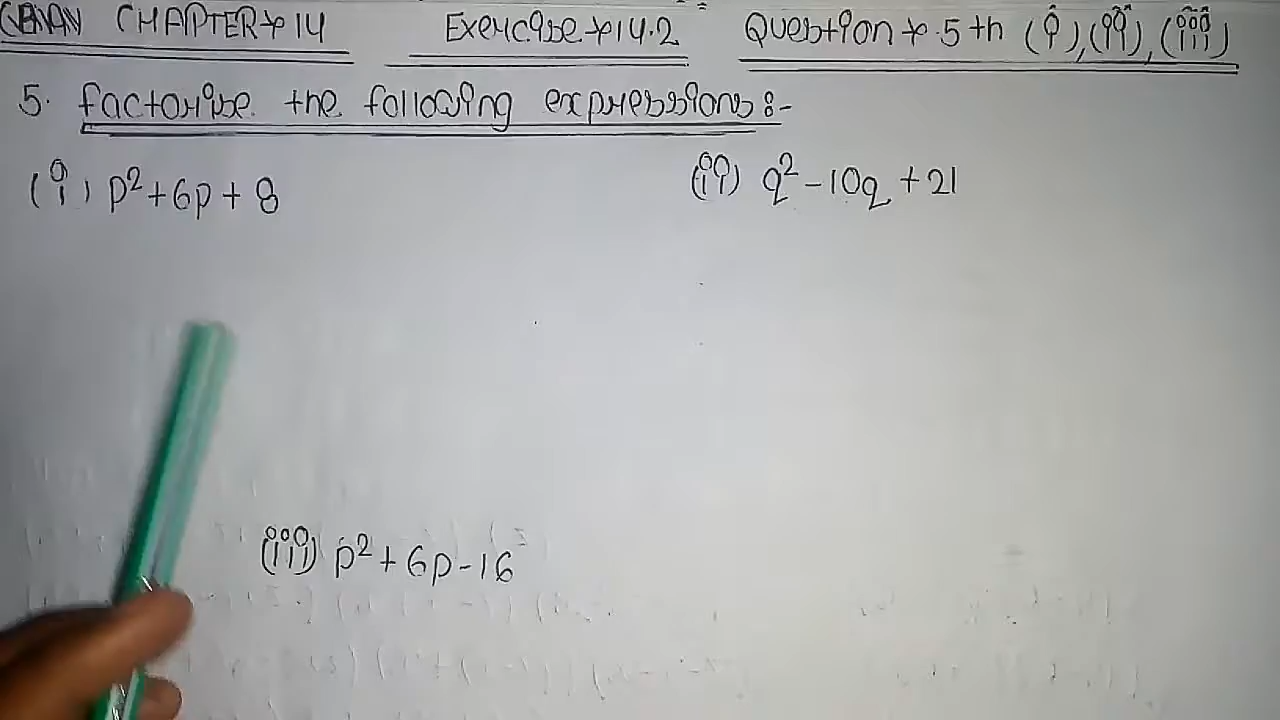 CHAPTER → 14 Exercise → 14.2 Question → 5th (i), (ii), (iii)
5. factorise the following expressions :-
(i) p² + 6p + 8 (ii) q² - 10q + 21
(iii) p² + 6p - 16